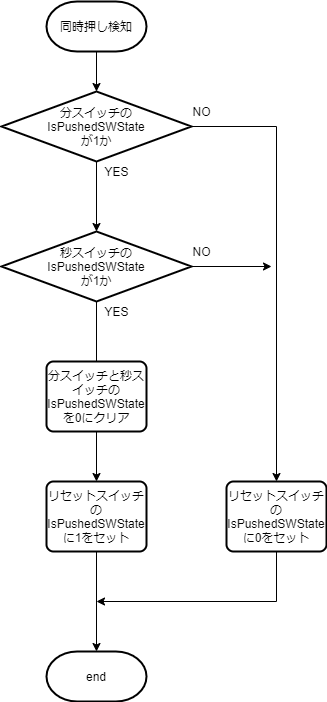 同時押し検知
分スイッチの
IsPushedSWState
が1か
NO
YES
秒スイッチの
IsPushedSWState
が1か
NO
YES
分スイッチと秒ス
イッチの
IsPushedSWState
を0にクリア
リセットスイッチ
の
IsPushedSWState
に1をセット
リセットスイッチ
の
IsPushedSWState
に0をセット
end